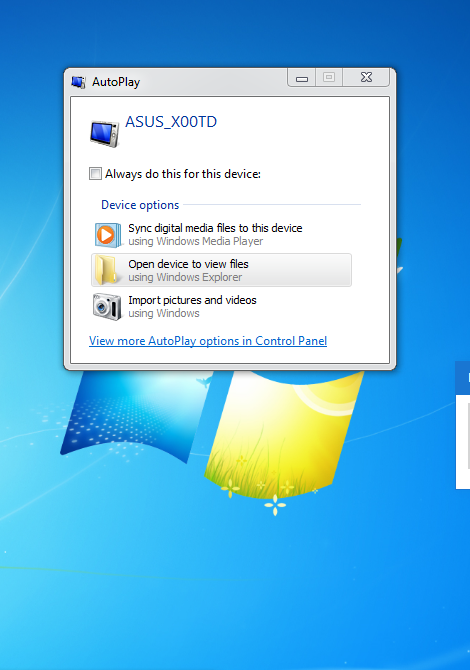 AutoPlay
ASUS_X00TD
Always do this for this device:
Device options
Sync digital media files to this device
using Windows Media Player
Open device to view files
using Windows Explorer
Import pictures and videos
using Windows
View more AutoPlay options in Control Panel